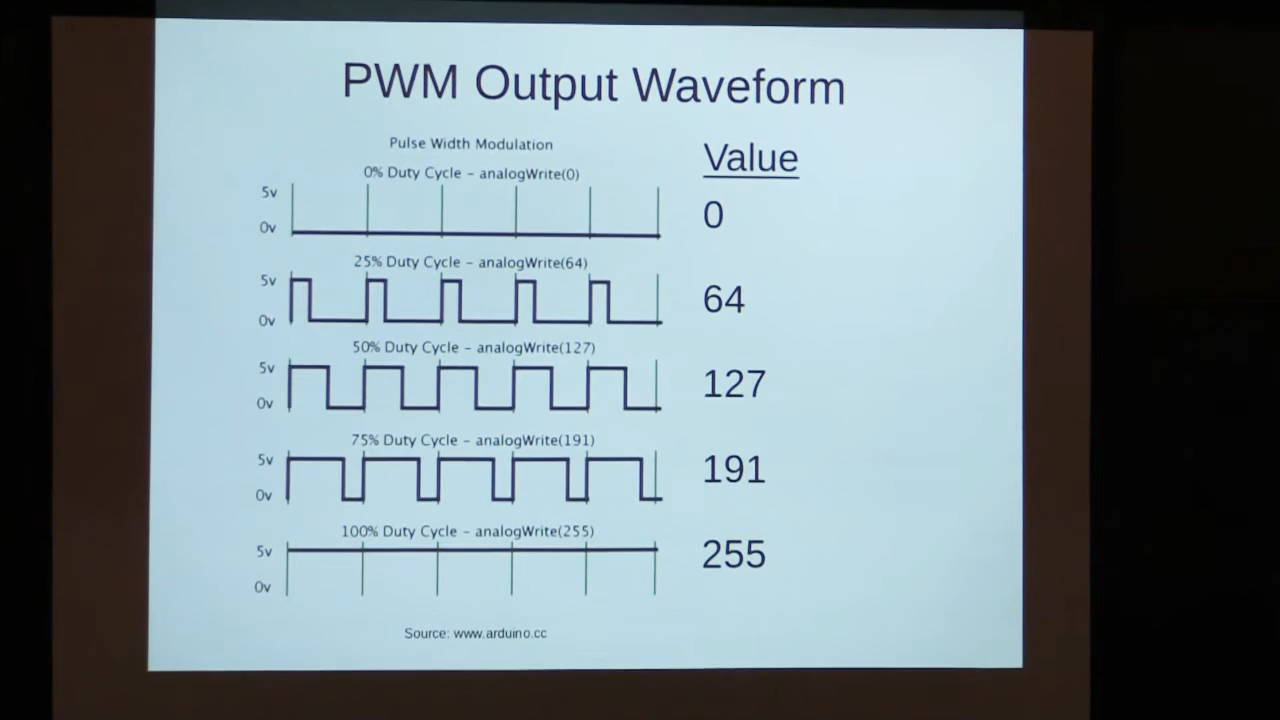 PWM Output Waveform
Pulse Width Modulation
Value
0% Duty Cycle - analogWrite(0)
5v
0v
0
25% Duty Cycle - analogWrite(64)
5v
0v
64
50% Duty Cycle - analogWrite(127)
5v
0v
127
75% Duty Cycle - analogWrite(191)
5v
0v
191
100% Duty Cycle - analogWrite(255)
5v
0v
255
Source: www.arduino.cc